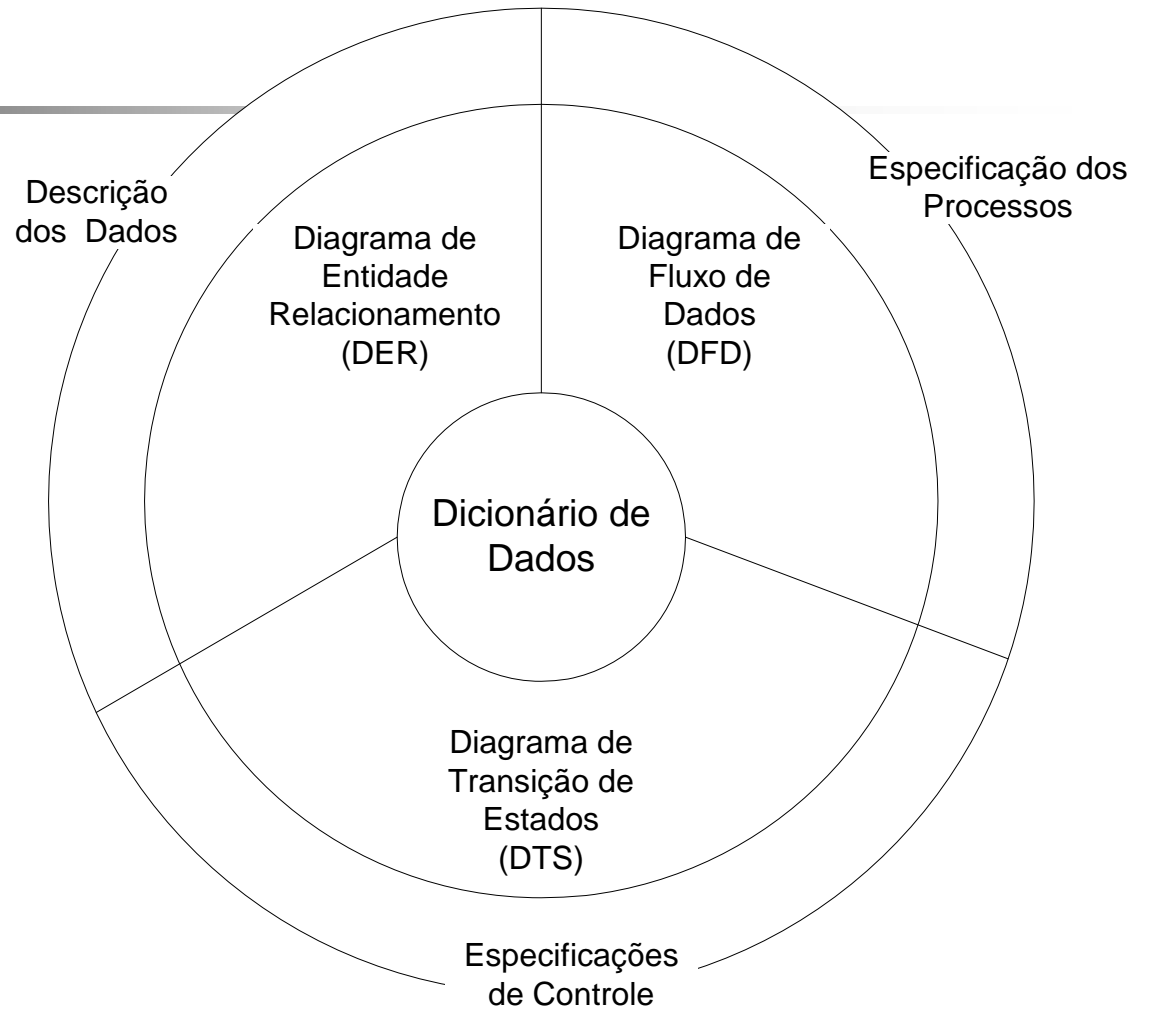 Descrição
dos Dados
Especificação dos
Processos
Diagrama de
Entidade
Relacionamento
(DER)
Diagrama de
Fluxo de
Dados
(DFD)
Dicionário de
Dados
Diagrama de
Transição de
Estados
(DTS)
Especificações
de Controle